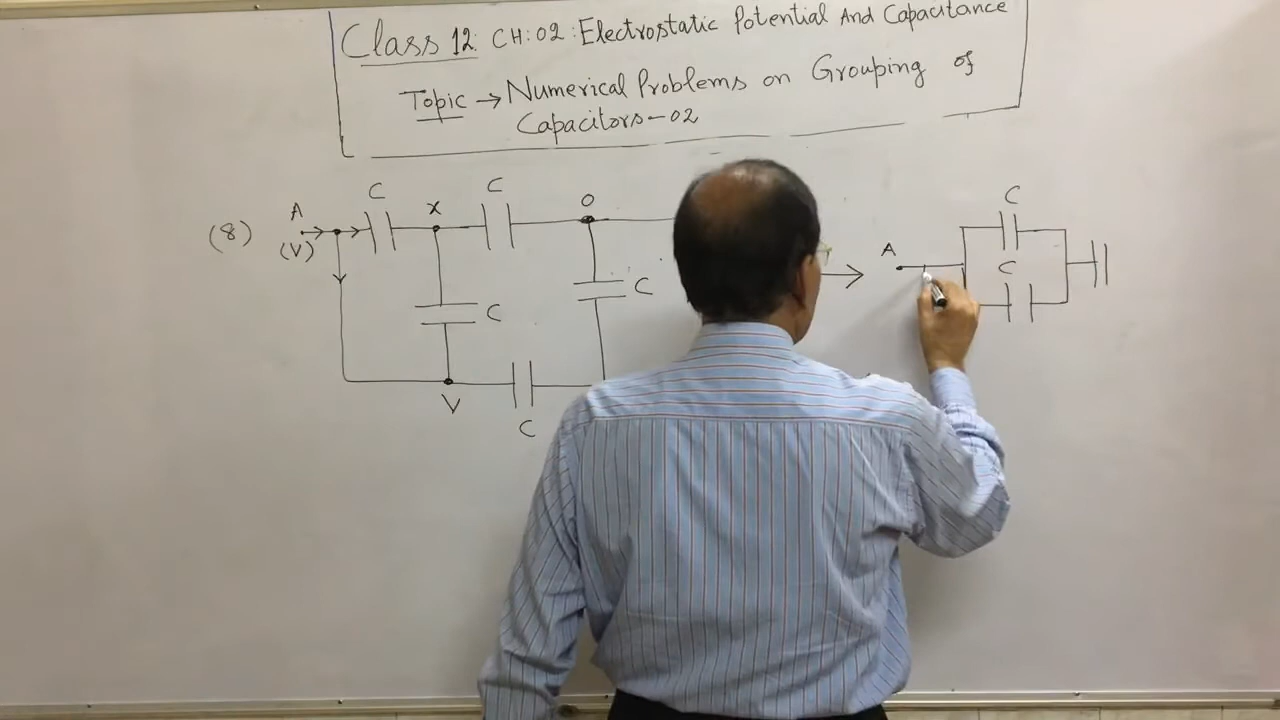 Class 12: CH:02: Electrostatic Potential And Capacitance
Topic → Numerical Problems on Grouping of
Capacitors-02
(8)
A
(V)
C
X
C
O
C
C
V
C
A
C
C